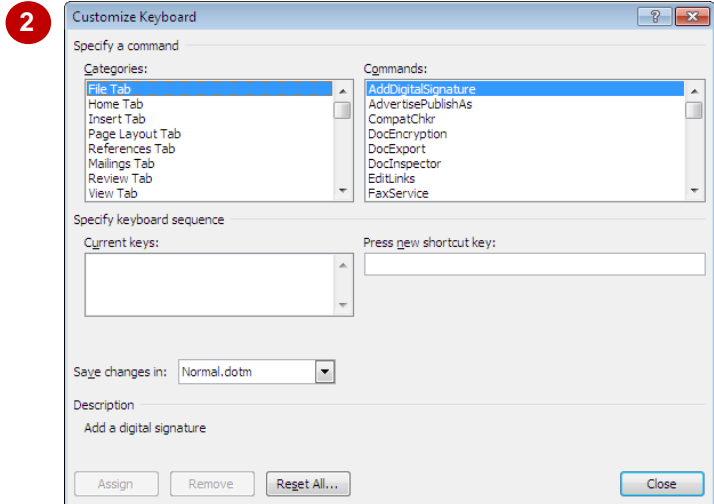 2
Customize Keyboard
Specify a command
Categories:
Commands:
File Tab
Home Tab
Insert Tab
Page Layout Tab
References Tab
Mailings Tab
Review Tab
View Tab
AddDigitalSignature
AdvertisePublishAs
CompatChkr
DocEncryption
DocExport
DocInspector
EditLinks
FaxService
Specify keyboard sequence
Current keys:
Press new shortcut key:
Save changes in: Normal.dotm
Description
Add a digital signature
Assign Remove Reset All... Close